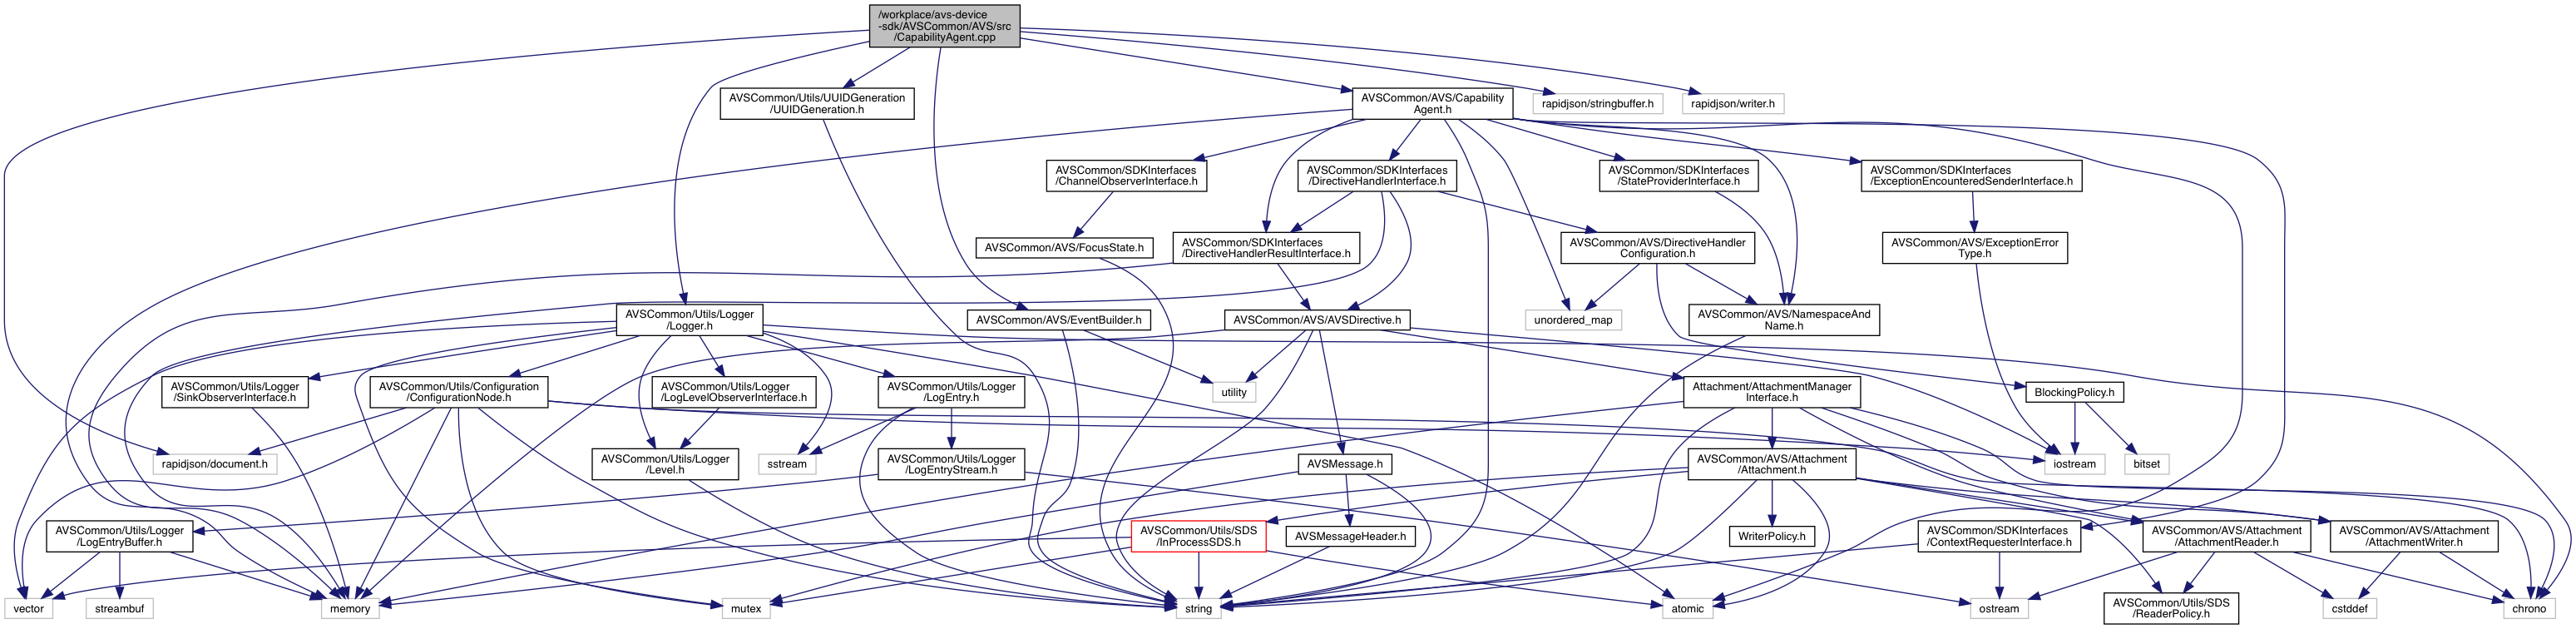 /workplace/avs-device
-sdk/AVSCommon/AVS/src
/CapabilityAgent.cpp
AVSCommon/Utils/UUIDGeneration
/UUIDGeneration.h
AVSCommon/AVS/Capability
Agent.h
rapidjson/stringbuffer.h
rapidjson/writer.h
AVSCommon/SDKInterfaces
/ChannelObserverInterface.h
AVSCommon/SDKInterfaces
/DirectiveHandlerInterface.h
AVSCommon/SDKInterfaces
/StateProviderInterface.h
AVSCommon/SDKInterfaces
/ExceptionEncounteredSenderInterface.h
AVSCommon/AVS/FocusState.h
AVSCommon/SDKInterfaces
/DirectiveHandlerResultInterface.h
AVSCommon/AVS/DirectiveHandler
Configuration.h
AVSCommon/AVS/ExceptionError
Type.h
AVSCommon/Utils/Logger
/Logger.h
AVSCommon/AVS/EventBuilder.h
AVSCommon/AVS/AVSDirective.h
unordered_map
AVSCommon/AVS/NamespaceAnd
Name.h
AVSCommon/Utils/Logger
/SinkObserverInterface.h
AVSCommon/Utils/Configuration
/ConfigurationNode.h
AVSCommon/Utils/Logger
/LogLevelObserverInterface.h
AVSCommon/Utils/Logger
/LogEntry.h
utility
Attachment/AttachmentManager
Interface.h
BlockingPolicy.h
rapidjson/document.h
AVSCommon/Utils/Logger
/Level.h
sstream
AVSCommon/Utils/Logger
/LogEntryStream.h
AVSMessage.h
AVSCommon/AVS/Attachment
/Attachment.h
iostream
bitset
AVSCommon/Utils/Logger
/LogEntryBuffer.h
AVSCommon/Utils/SDS
/InProcessSDS.h
AVSMessageHeader.h
WriterPolicy.h
AVSCommon/SDKInterfaces
/ContextRequesterInterface.h
AVSCommon/AVS/Attachment
/AttachmentReader.h
AVSCommon/AVS/Attachment
/AttachmentWriter.h
vector
streambuf
memory
mutex
string
atomic
ostream
AVSCommon/Utils/SDS
/ReaderPolicy.h
cstddef
chrono